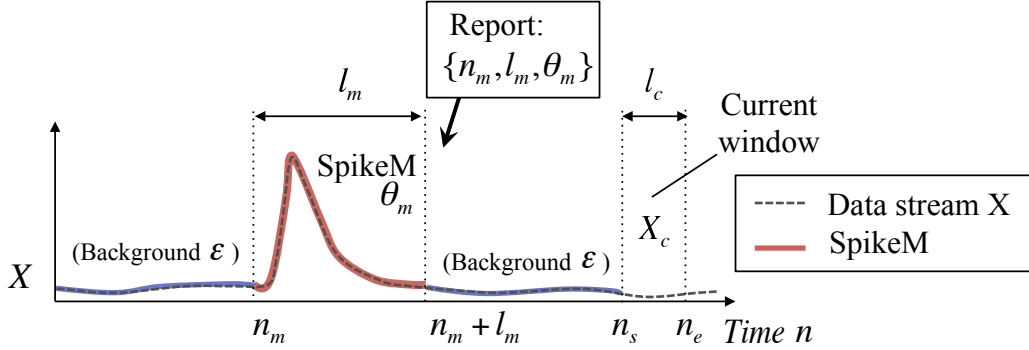 Report:
{n_m, l_m, θ_m}
l_m
l_c
Current
window
SpikeM
θ_m
Data stream X
SpikeM
X_c
(Background ε)
(Background ε)
X
n_m
n_m + l_m
n_s
n_e
Time n